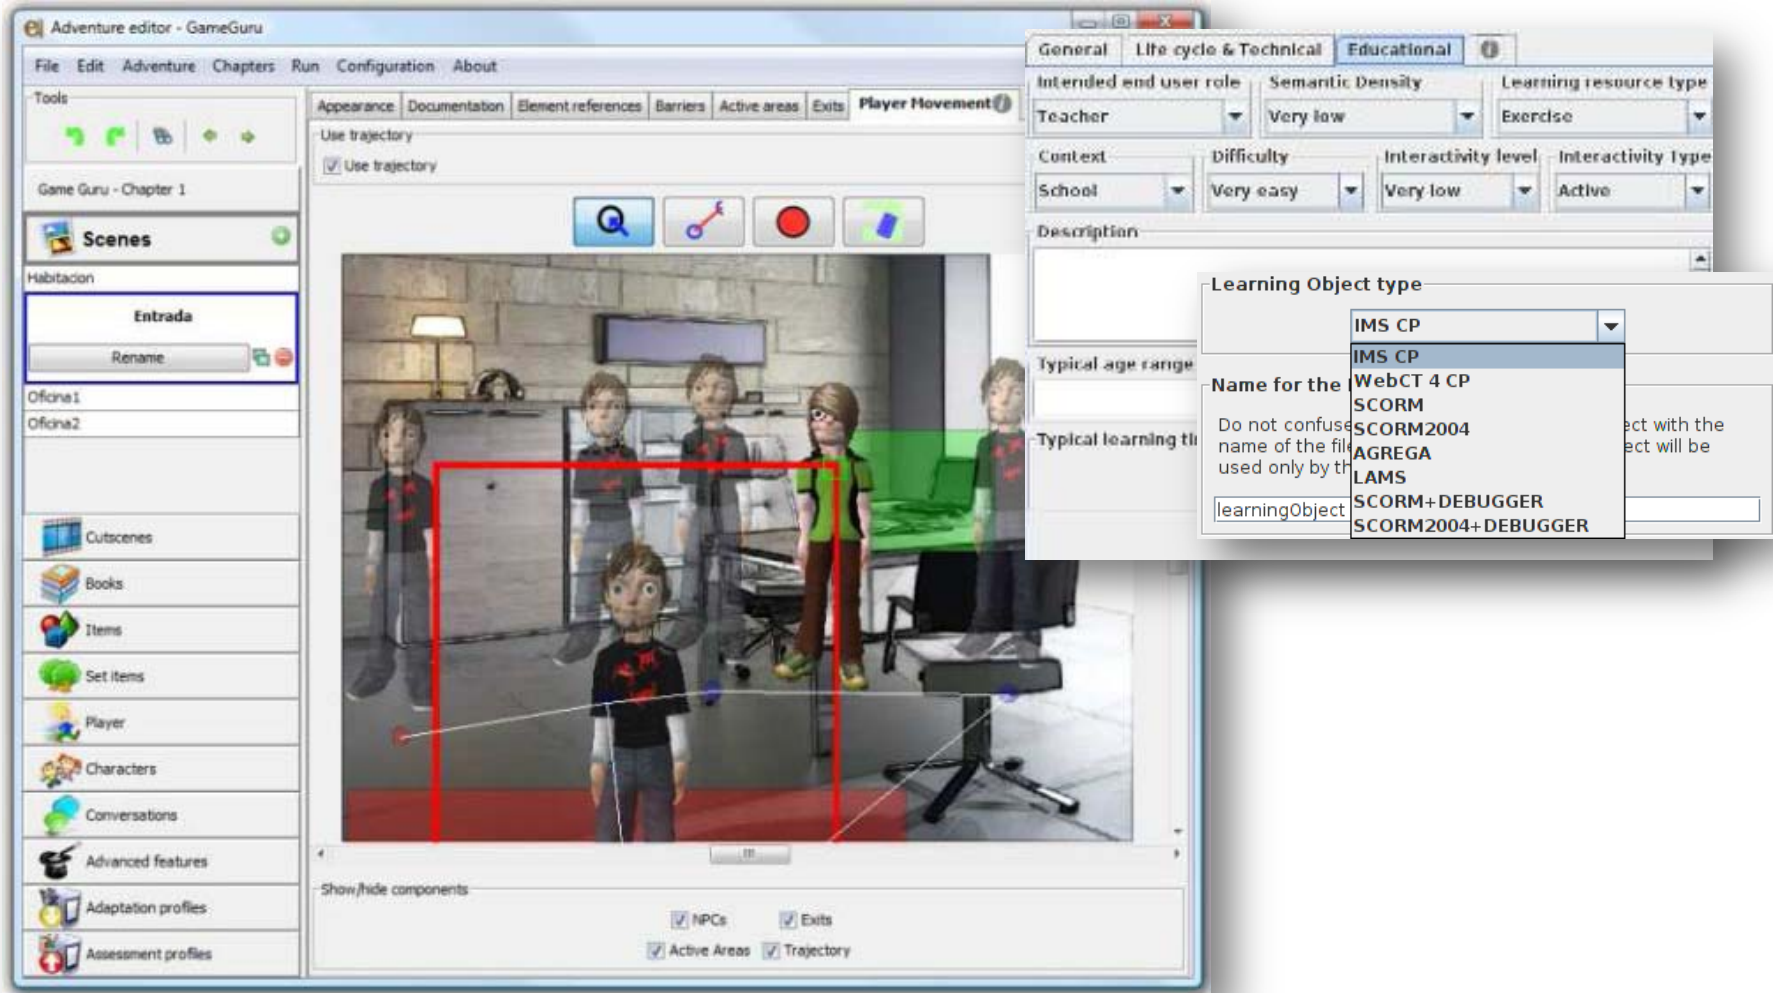 Adventure editor - GameGuru
File Edit Adventure Chapters Run Configuration About
Tools
Game Guru - Chapter 1
Scenes
Habitacion
Entrada
Rename
Oficina1
Oficina2
Cutscenes
Books
Items
Set items
Player
Characters
Conversations
Advanced features
Adaptation profiles
Assessment profiles
Appearance Documentation Element references Barriers Active areas Exits Player Movement
Use trajectory
Use trajectory
Show/hide components
NPCs Exits
Active Areas Trajectory
General Life cycle & Technical Educational
Intended end user role Semantic Density Learning resource type
Teacher Very low Exercise
Context Difficulty Interactivity level Interactivity Type
School Very easy Very low Active
Description
Typical age range
Typical learning
Learning Object type
IMS CP
IMS CP
WebCT 4 CP
SCORM
SCORM2004
AGREGA
LAMS
SCORM+DEBUGGER
SCORM2004+DEBUGGER
Name for the
Do not confuse ect with the
name of the file ect will be
used only by th
learningObject